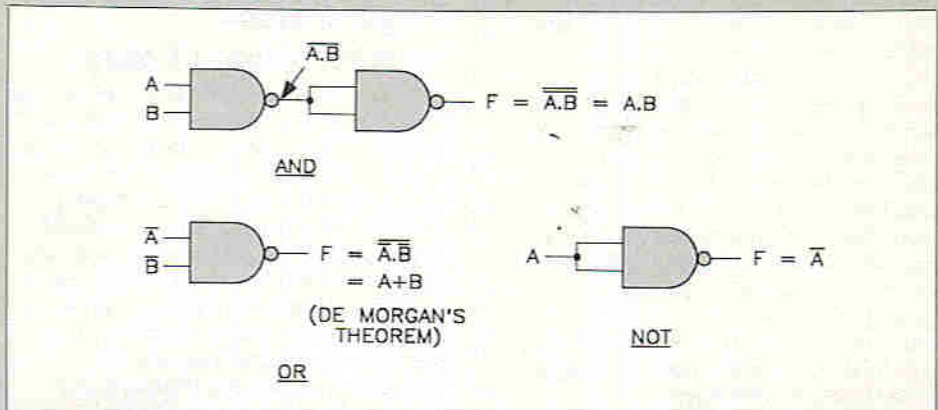 A̅.̅B̅
A
B
F = A̿.̿B̿ = A.B
AND
A̅
B̅
F = A̅̅.̅B̅̅
= A+B
(DE MORGAN'S
THEOREM)
OR
A
F = A̅
NOT